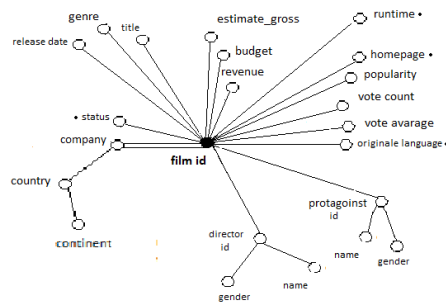 genre
title
estimate_gross
runtime •
release date
budget
homepage •
revenue
popularity
vote count
• status
vote avarage
company
originale language •
film id
country
protagoinst
id
continent
director
id
name
gender
name
gender